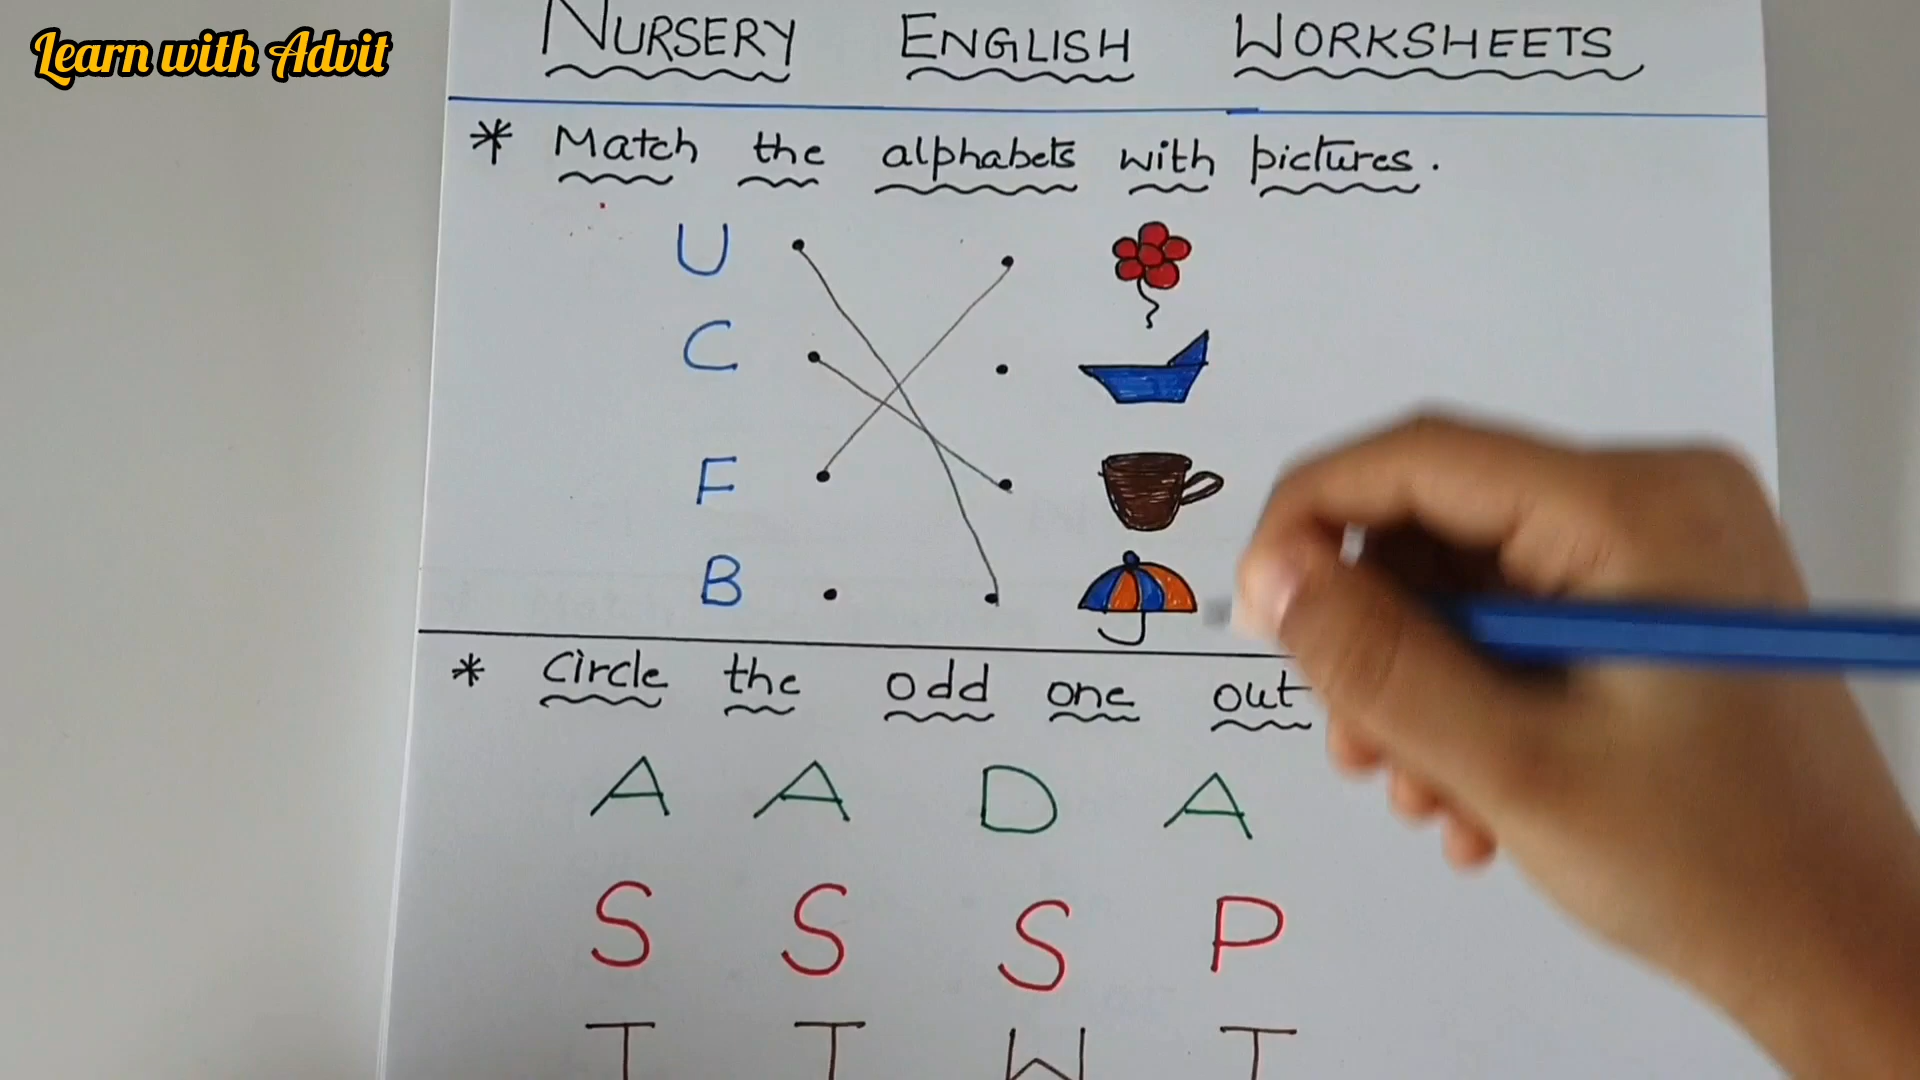 Learn with Advit
NURSERY ENGLISH WORKSHEETS
* Match the alphabets with pictures.
U
C
F
B
* Circle the odd one out
A A D A
S S S P
T T W T